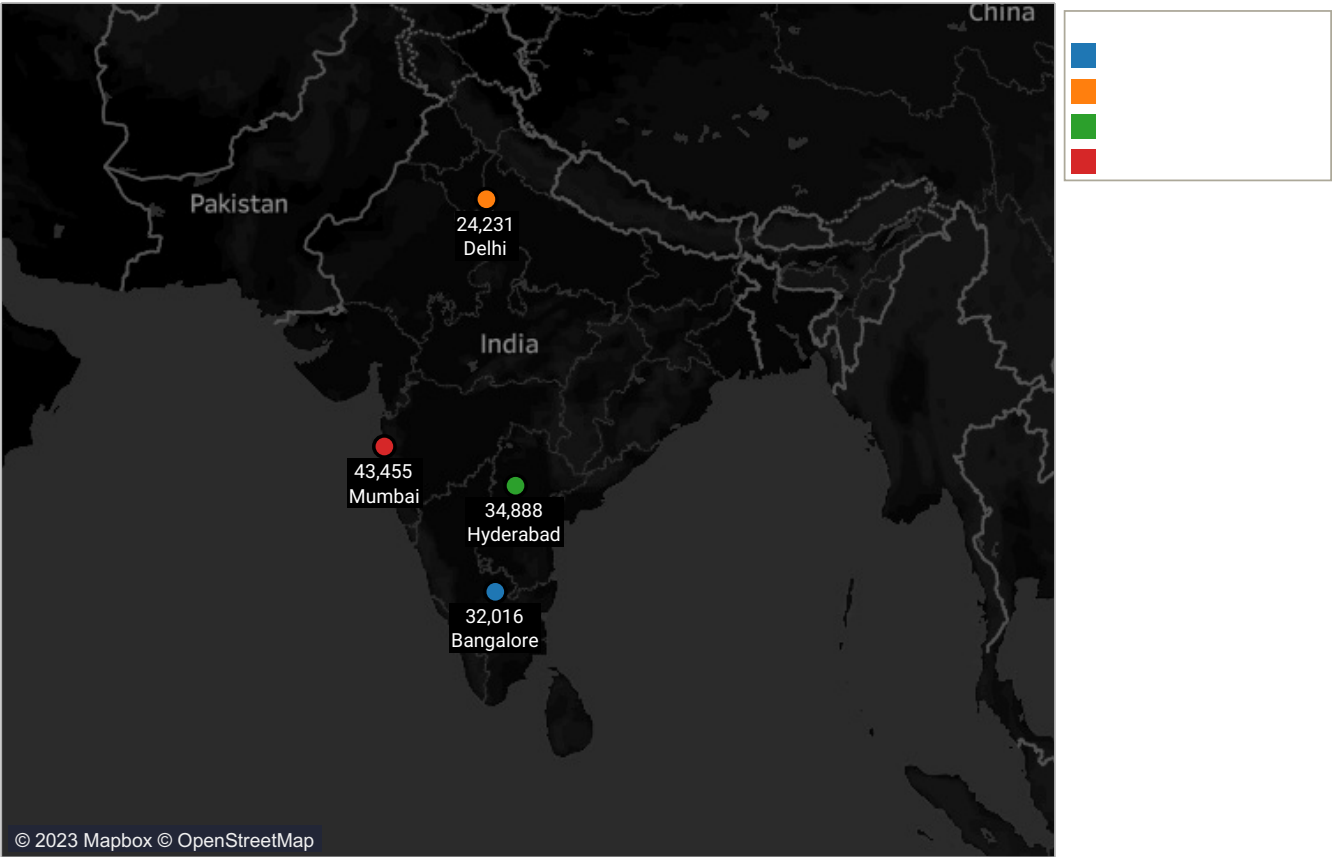 China
Pakistan
24,231
Delhi
India
43,455
Mumbai
34,888
Hyderabad
32,016
Bangalore
© 2023 Mapbox © OpenStreetMap